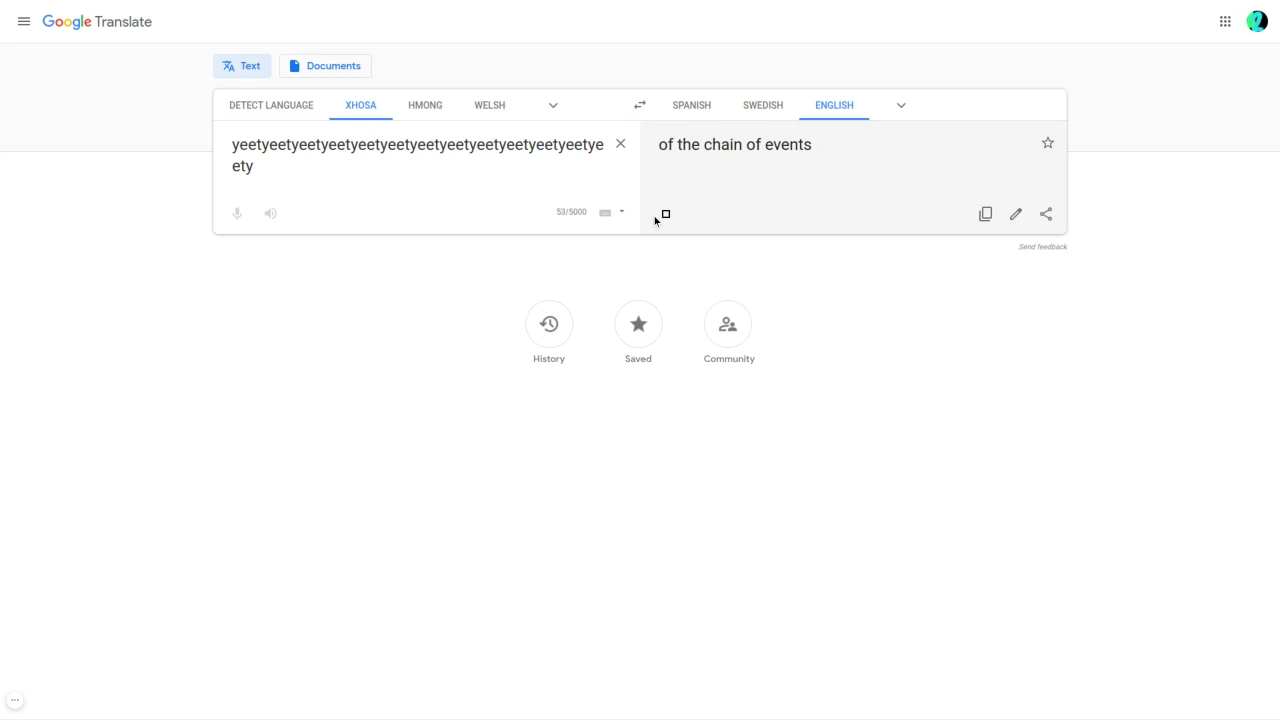 Google Translate
Text
Documents
DETECT LANGUAGE
XHOSA
HMONG
WELSH
SPANISH
SWEDISH
ENGLISH
yeetyeetyeetyeetyeetyeetyeetyeetyeetyeetyeetyeetye
ety
of the chain of events
53/5000
Send feedback
History
Saved
Community